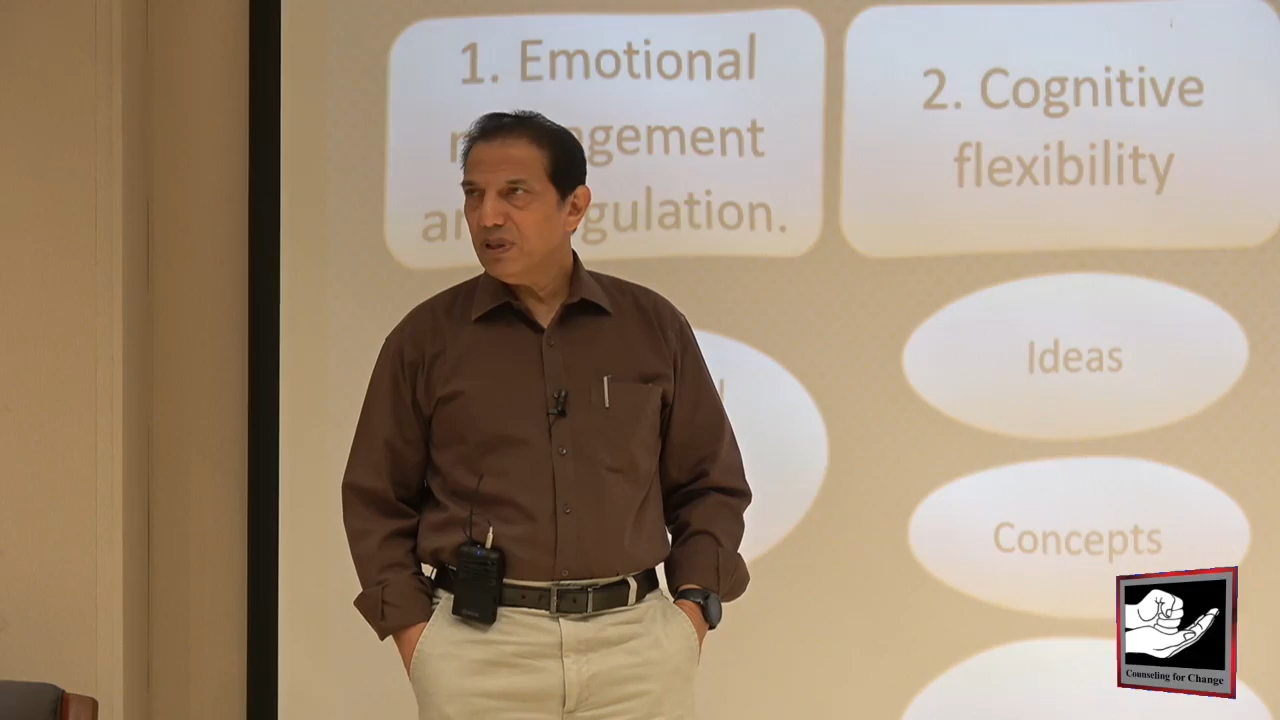 1. Emotional
2. Cognitive
flexibility
Ideas
Concepts
Counseling for Change